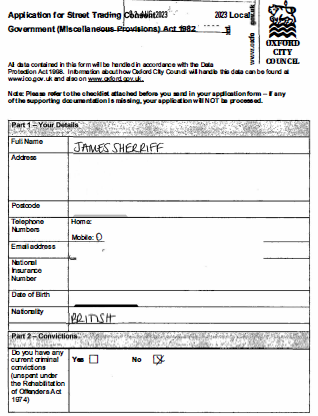 Application for Street Trading Consent
2023 Local
Government (Miscellaneous Provisions) Act 1982
OXFORD
CITY
COUNCIL
All data contained in this form will be handled in accordance with the Data
Protection Act 1998. Information about how Oxford City Council will handle this data can be found at
www.ico.gov.uk and also on www.oxford.gov.uk.
Note: Please refer to the checklist attached before you send in your application form – if any
of the supporting documentation is missing, your application will NOT be processed.
Part 1 – Your Details
Full Name
JAMES SHERRIFF
Address
Postcode
Telephone
Numbers
Home:
Mobile: 0
Email address
National
Insurance
Number
Date of Birth
Nationality
BRITISH
Part 2 – Convictions
Do you have any
current criminal
convictions
(unspent under
the Rehabilitation
of Offenders Act
1974)
Yes
No